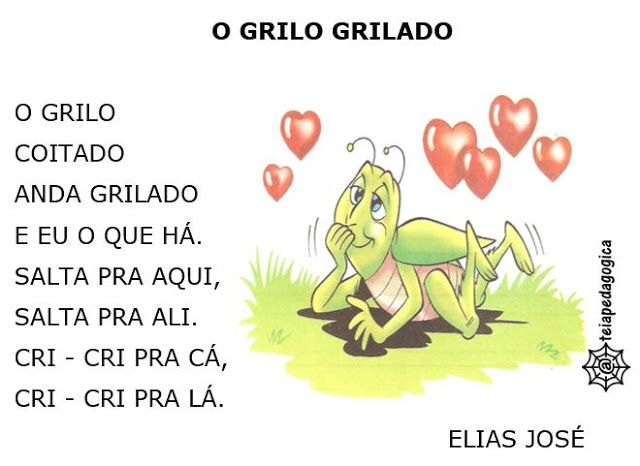 O GRILO GRILADO
O GRILO
COITADO
ANDA GRILADO
E EU O QUE HÁ.
SALTA PRA AQUI,
SALTA PRA ALI.
CRI - CRI PRA CÁ,
CRI - CRI PRA LÁ.
ELIAS JOSÉ
@teiapedagogica